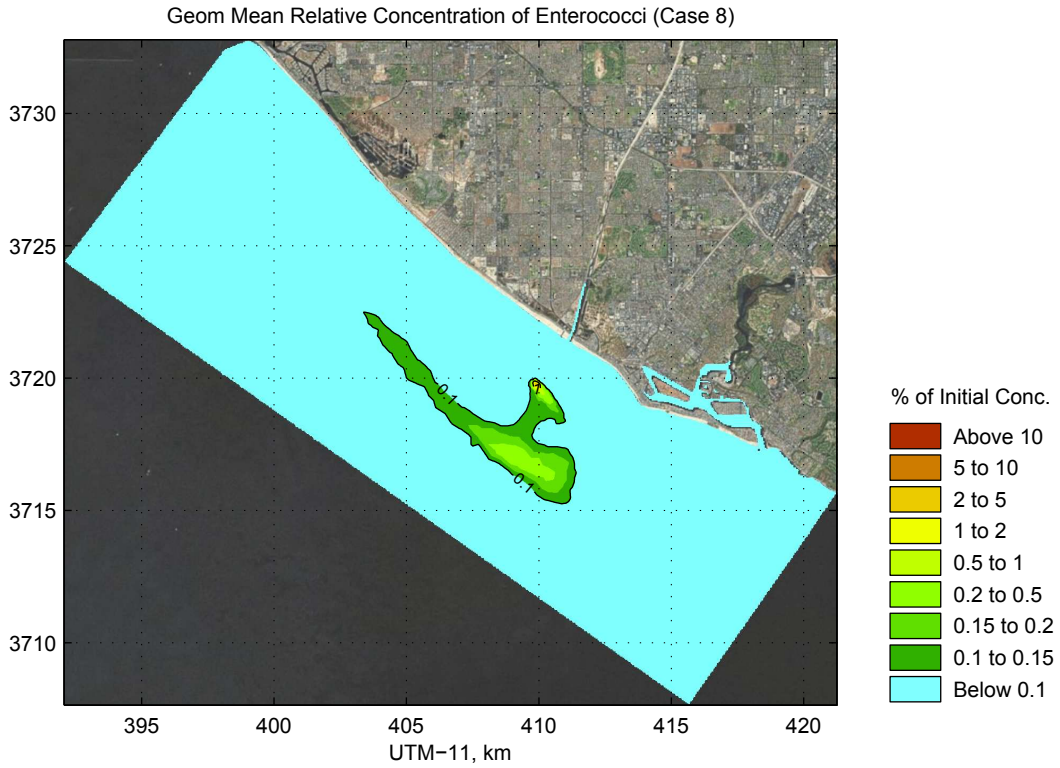 Geom Mean Relative Concentration of Enterococci (Case 8)
3730
3725
3720
3715
3710
0.1
0.1
1
395
400
405
410
415
420
UTM−11, km
% of Initial Conc.
Above 10
5 to 10
2 to 5
1 to 2
0.5 to 1
0.2 to 0.5
0.15 to 0.2
0.1 to 0.15
Below 0.1